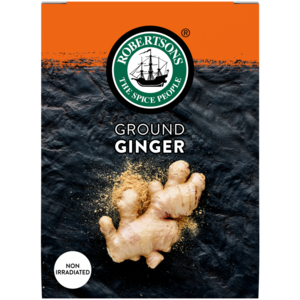 ®
ROBERTSONS
THE SPICE PEOPLE
GROUND
GINGER
NON
IRRADIATED